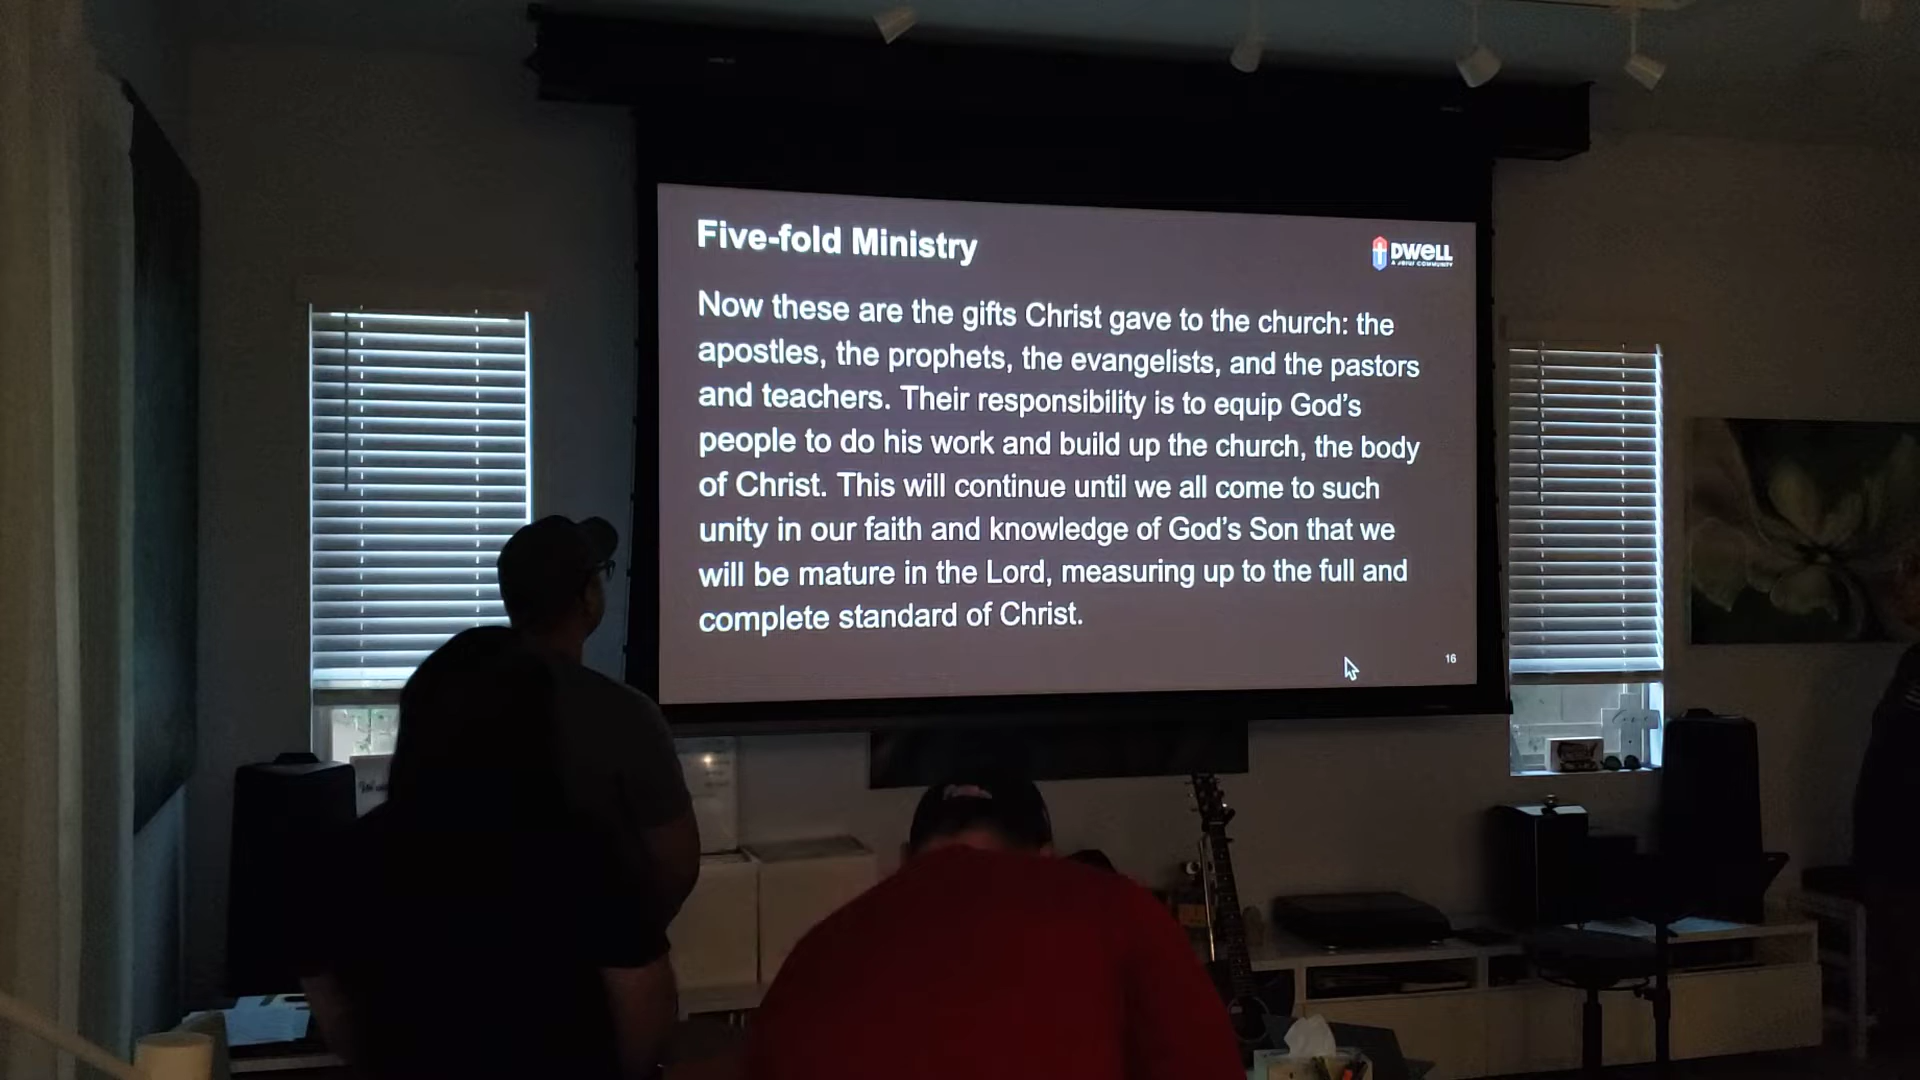 Five-fold Ministry
DWELL
Now these are the gifts Christ gave to the church: the
apostles, the prophets, the evangelists, and the pastors
and teachers. Their responsibility is to equip God’s
people to do his work and build up the church, the body
of Christ. This will continue until we all come to such
unity in our faith and knowledge of God’s Son that we
will be mature in the Lord, measuring up to the full and
complete standard of Christ.
16